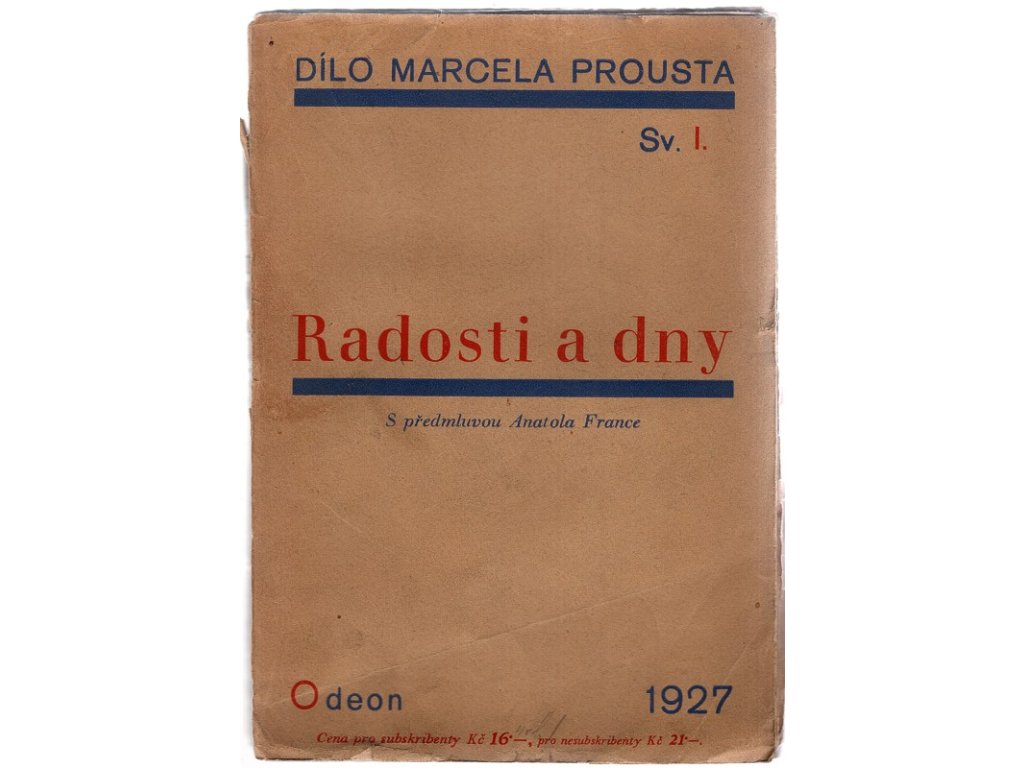 DÍLO MARCELA PROUSTA
Sv. I.
Radosti a dny
S předmluvou Anatola France
Odeon 1927
Cena pro subskribenty Kč 16·—, pro nesubskribenty Kč 21·—.